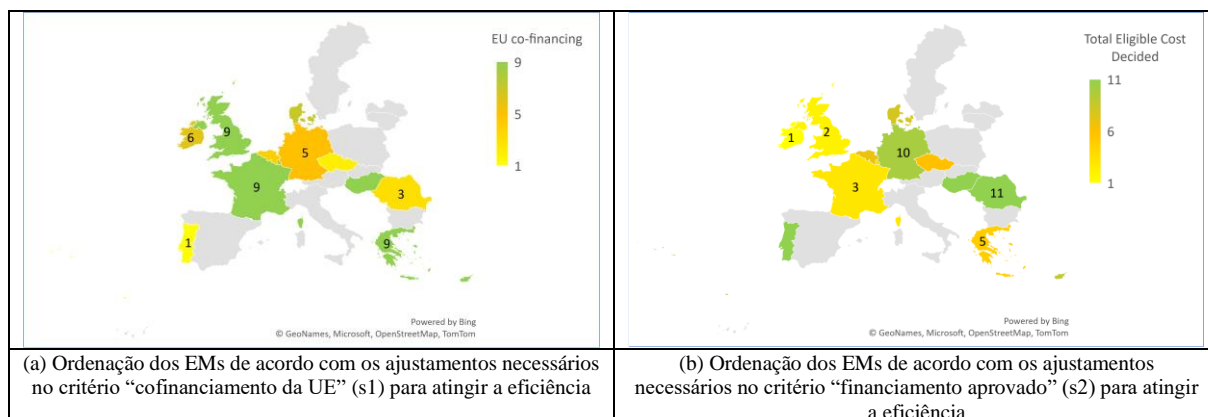 EU co-financing
9
5
1
6
9
5
9
3
1
9
Powered by Bing
© GeoNames, Microsoft, OpenStreetMap, TomTom
(a) Ordenação dos EMs de acordo com os ajustamentos necessários
no critério “cofinanciamento da UE” (s1) para atingir a eficiência
Total Eligible Cost
Decided
11
6
1
1
2
10
3
11
5
Powered by Bing
© GeoNames, Microsoft, OpenStreetMap, TomTom
(b) Ordenação dos EMs de acordo com os ajustamentos
necessários no critério “financiamento aprovado” (s2) para atingir
a eficiência